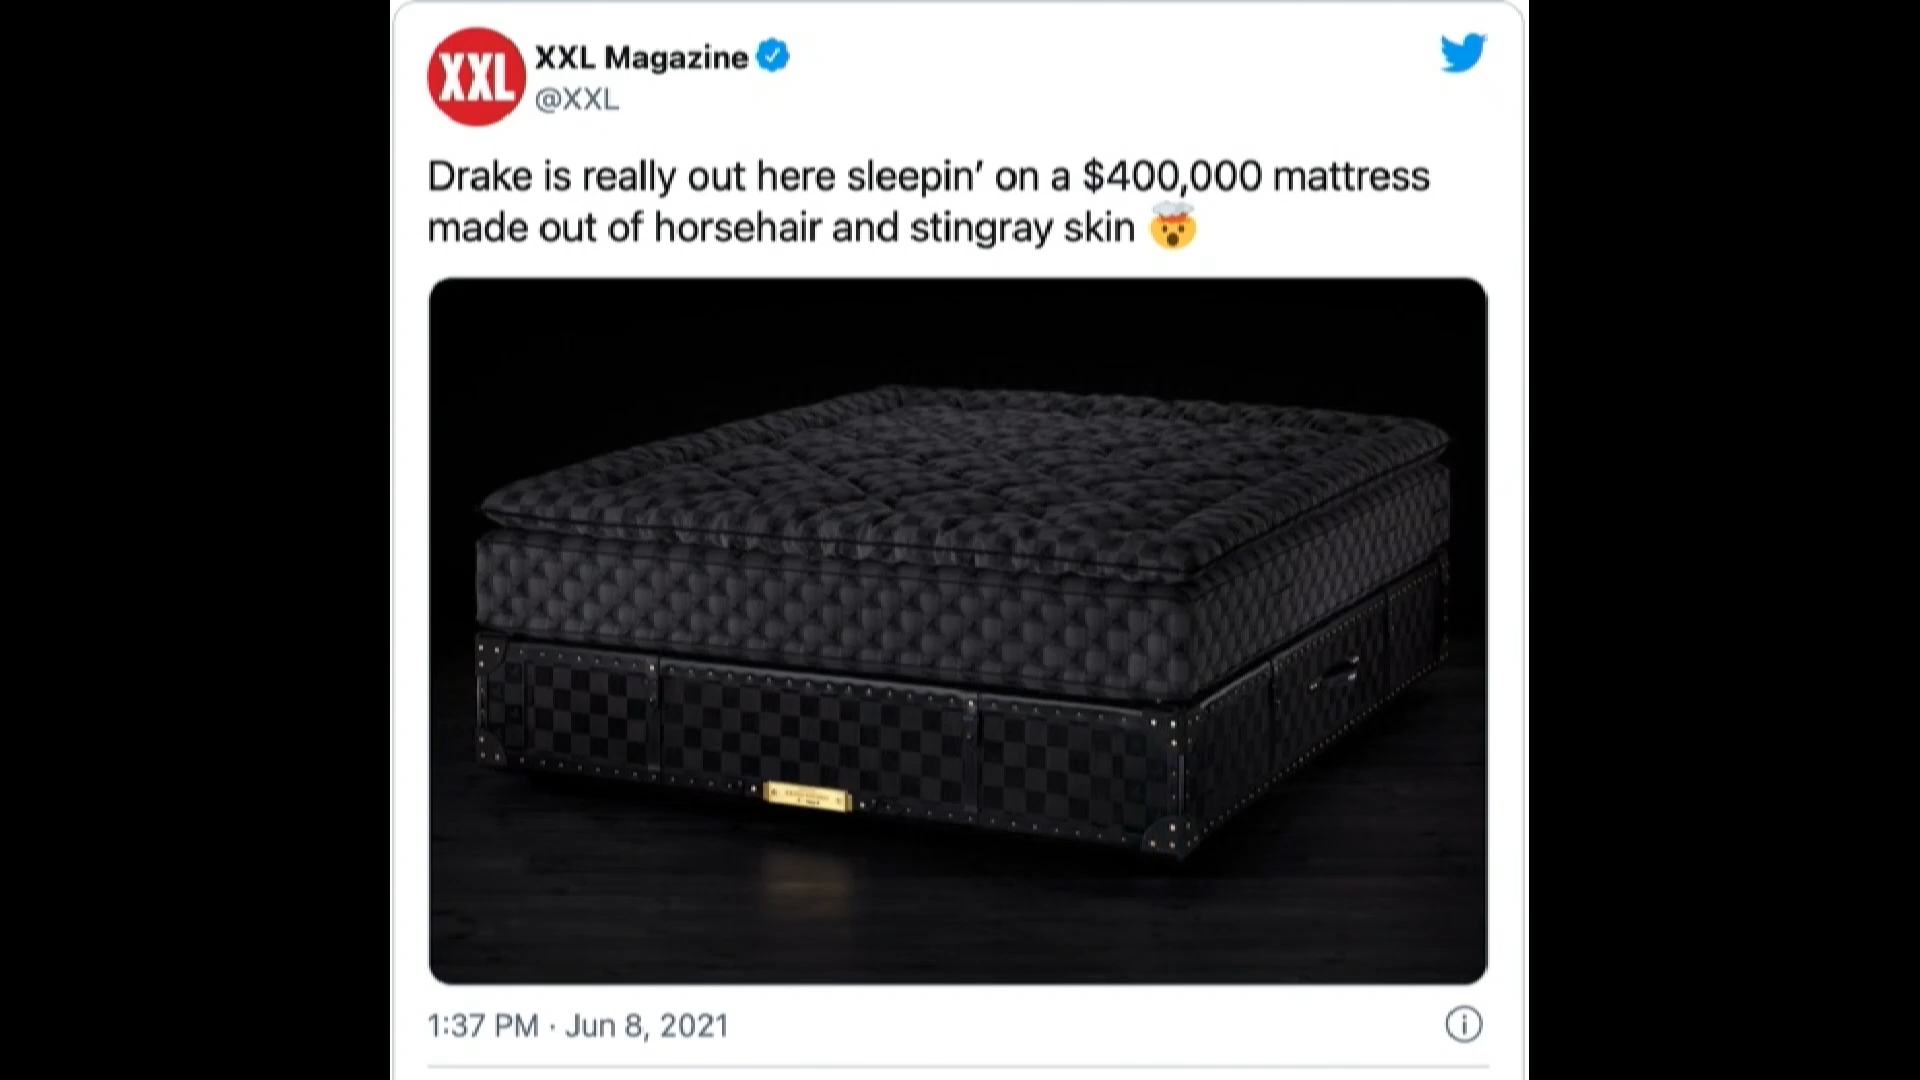 XXL
XXL Magazine
@XXL
Drake is really out here sleepin’ on a $400,000 mattress
made out of horsehair and stingray skin 🤯
1:37 PM · Jun 8, 2021